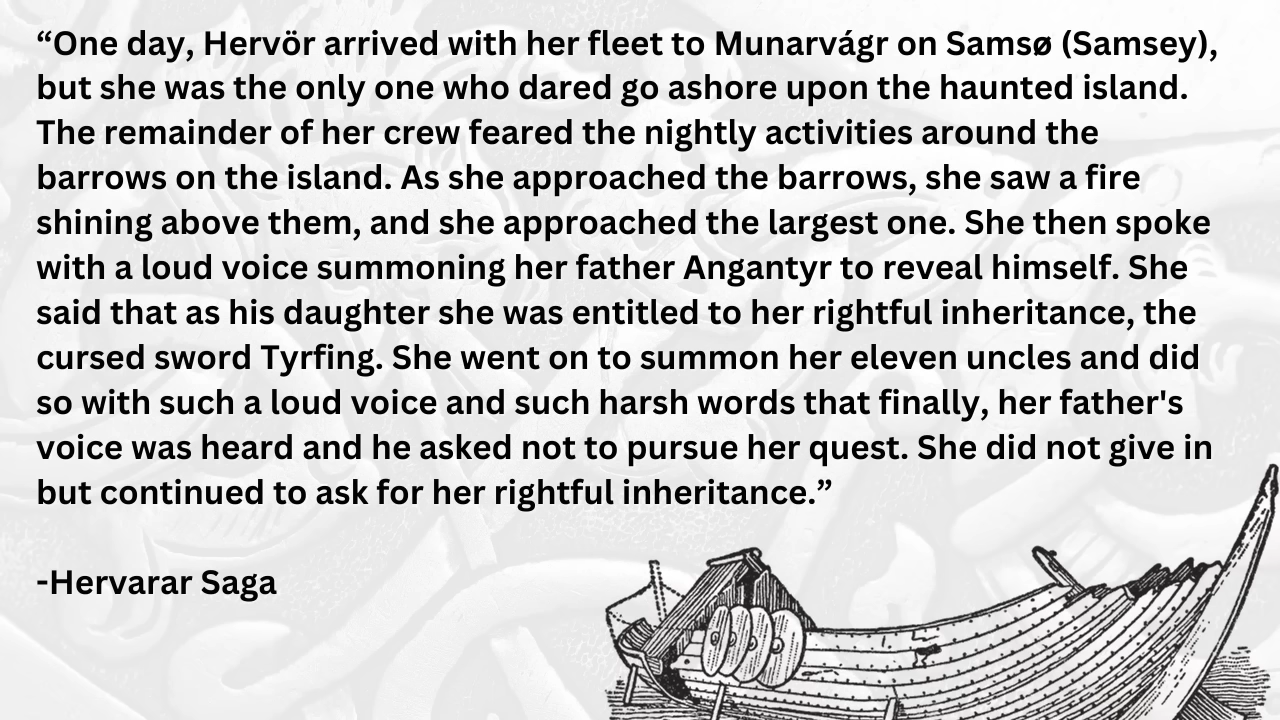 “One day, Hervör arrived with her fleet to Munarvágr on Samsø (Samsey),
but she was the only one who dared go ashore upon the haunted island.
The remainder of her crew feared the nightly activities around the
barrows on the island. As she approached the barrows, she saw a fire
shining above them, and she approached the largest one. She then spoke
with a loud voice summoning her father Angantyr to reveal himself. She
said that as his daughter she was entitled to her rightful inheritance, the
cursed sword Tyrfing. She went on to summon her eleven uncles and did
so with such a loud voice and such harsh words that finally, her father's
voice was heard and he asked not to pursue her quest. She did not give in
but continued to ask for her rightful inheritance.”
-Hervarar Saga